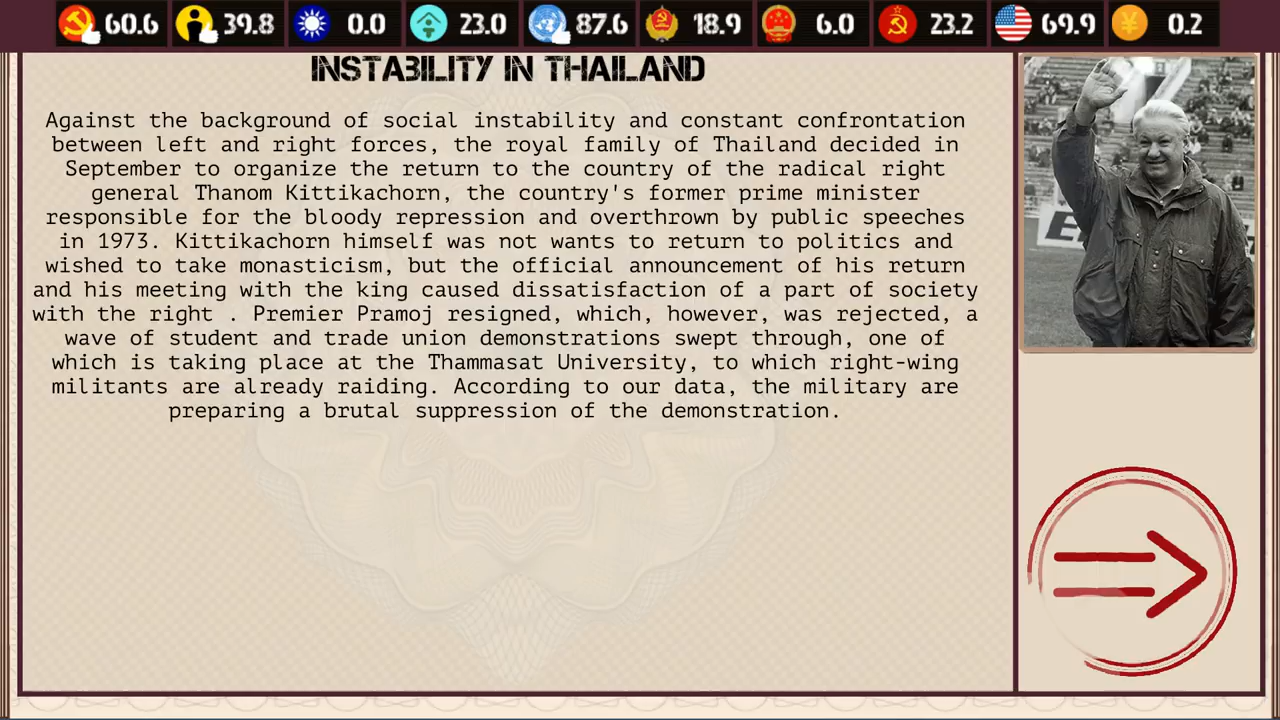 60.6 39.8 0.0 23.0 87.6 18.9 6.0 23.2 69.9 0.2
INSTABILITY IN THAILAND
Against the background of social instability and constant confrontation
between left and right forces, the royal family of Thailand decided in
September to organize the return to the country of the radical right
general Thanom Kittikachorn, the country's former prime minister
responsible for the bloody repression and overthrown by public speeches
in 1973. Kittikachorn himself was not wants to return to politics and
wished to take monasticism, but the official announcement of his return
and his meeting with the king caused dissatisfaction of a part of society
with the right . Premier Pramoj resigned, which, however, was rejected, a
wave of student and trade union demonstrations swept through, one of
which is taking place at the Thammasat University, to which right-wing
militants are already raiding. According to our data, the military are
preparing a brutal suppression of the demonstration.